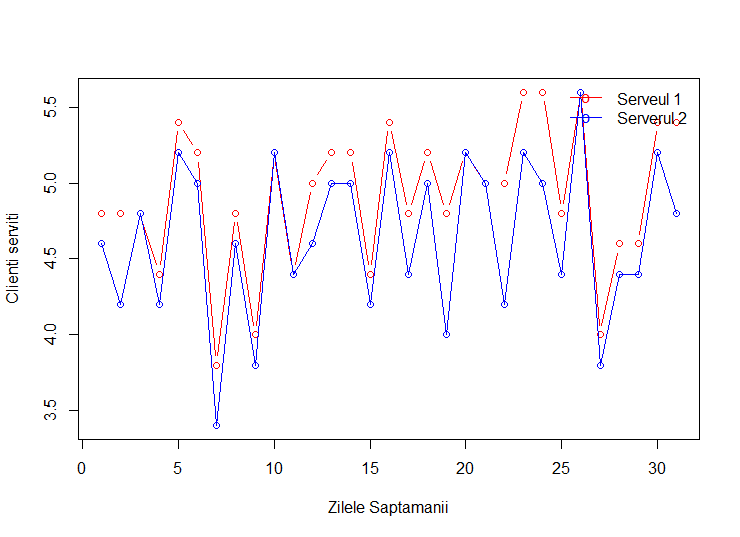 Serveul 1
Serverul 2
5.5
5.0
4.5
4.0
3.5
Clienti serviti
0 5 10 15 20 25 30
Zilele Saptamanii